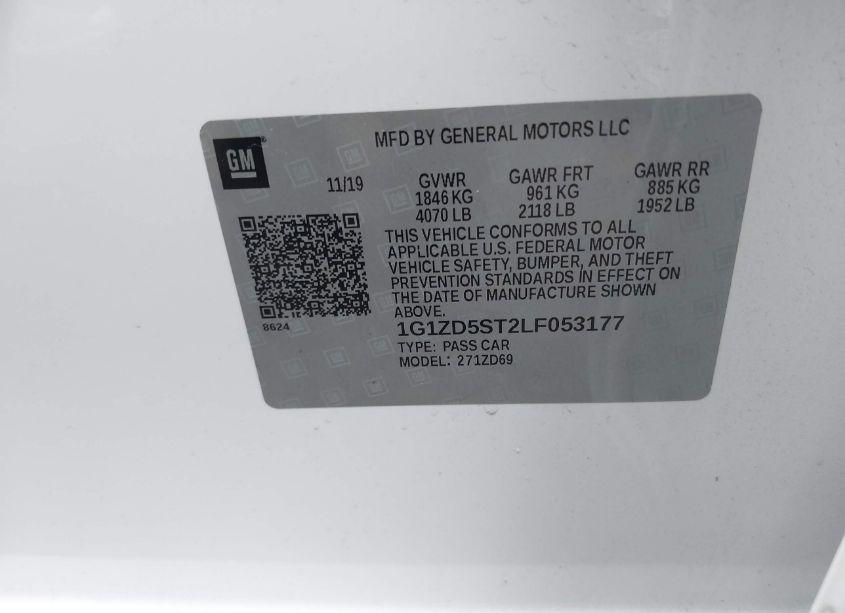 MFD BY GENERAL MOTORS LLC
GM®
11/19
GVWR
1846 KG
4070 LB
GAWR FRT
961 KG
2118 LB
GAWR RR
885 KG
1952 LB
THIS VEHICLE CONFORMS TO ALL
APPLICABLE U.S. FEDERAL MOTOR
VEHICLE SAFETY, BUMPER, AND THEFT
PREVENTION STANDARDS IN EFFECT ON
THE DATE OF MANUFACTURE SHOWN
ABOVE.
8624
1G1ZD5ST2LF053177
TYPE: PASS CAR
MODEL: 271ZD69